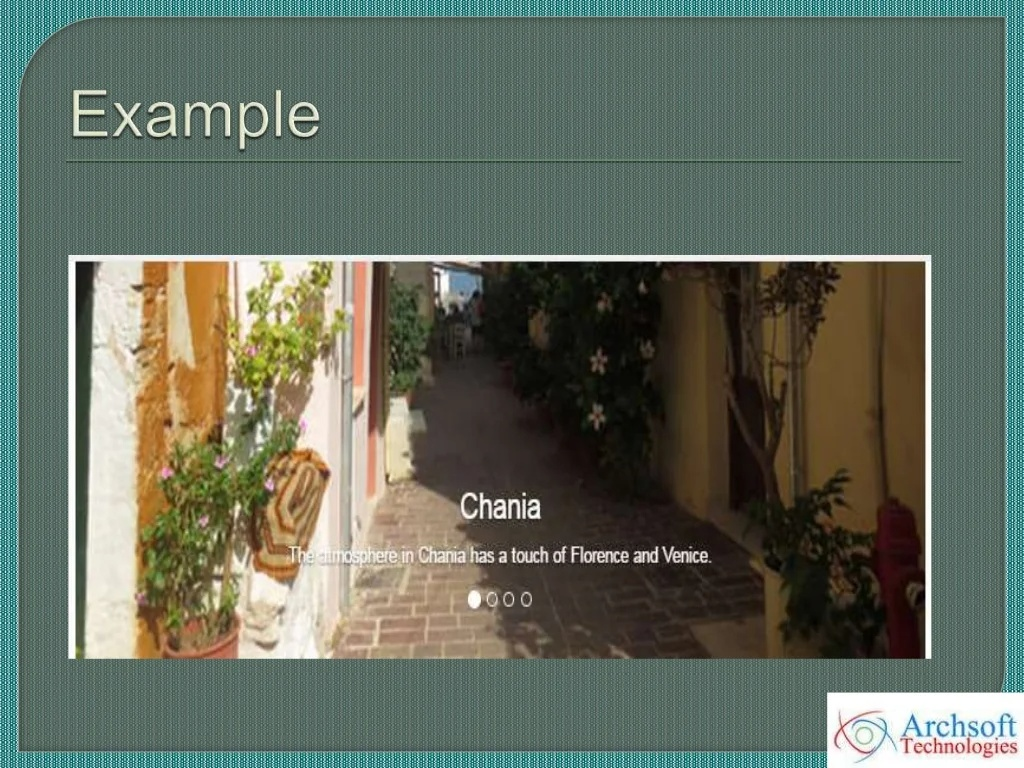 Example
Chania
The atmosphere in Chania has a touch of Florence and Venice.
Archsoft
Technologies